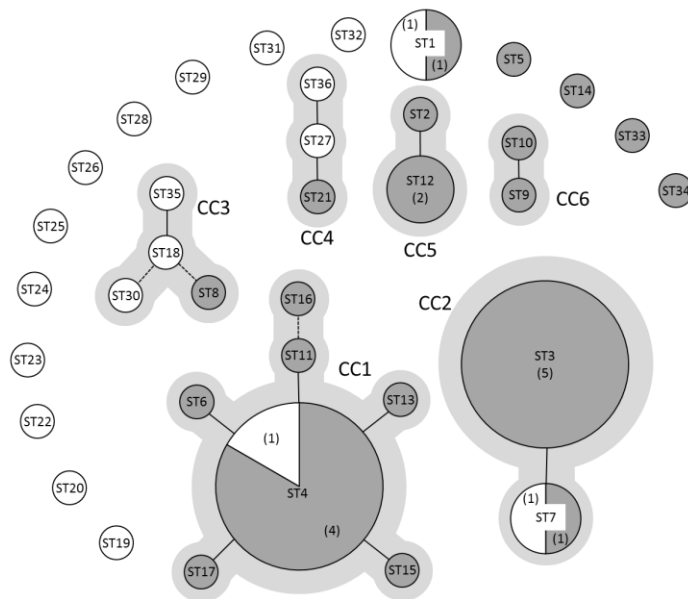 ST32
(1)
ST1
(1)
ST31
ST5
ST29
ST36
ST14
ST28
ST2
ST33
ST27
ST10
ST26
ST35
CC3
ST21
ST12
(2)
ST9
CC6
ST34
ST25
CC4
CC5
ST18
ST24
ST30
ST8
ST16
CC2
ST23
ST11
CC1
ST3
(5)
ST22
ST6
ST13
(1)
ST20
ST4
(1)
ST7
(1)
ST19
(4)
ST17
ST15